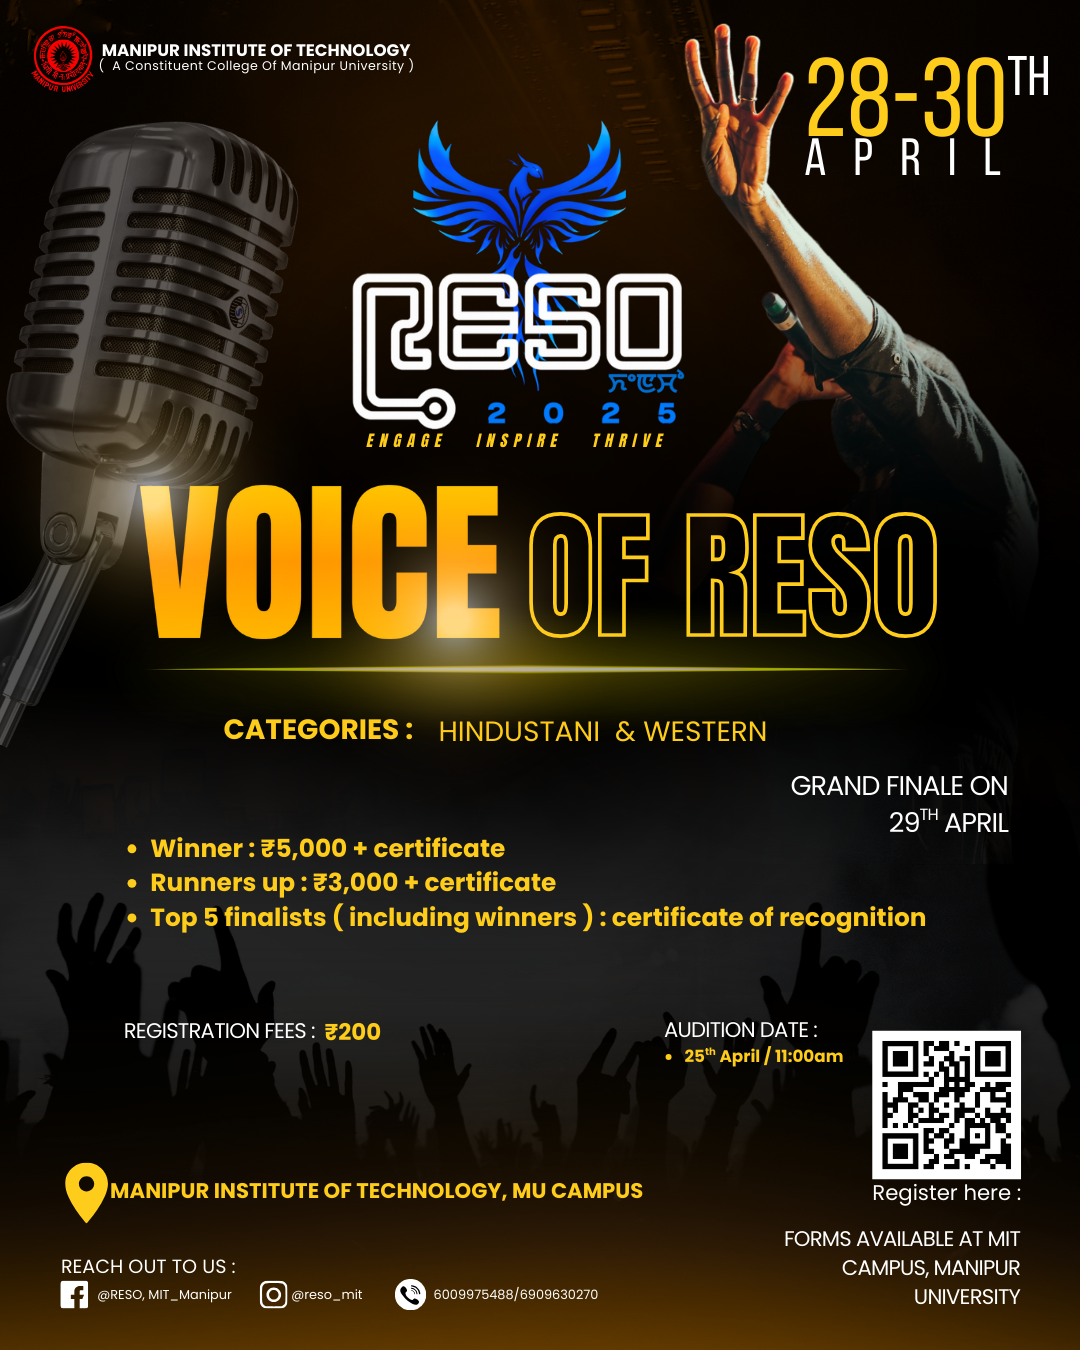 MANIPUR INSTITUTE OF TECHNOLOGY
( A Constituent College Of Manipur University )
MANIPUR UNIVERSITY
28-30TH
APRIL
RESO
2025
ENGAGE INSPIRE THRIVE
VOICE OF RESO
CATEGORIES : HINDUSTANI & WESTERN
GRAND FINALE ON
29TH APRIL
• Winner : ₹5,000 + certificate
• Runners up : ₹3,000 + certificate
• Top 5 finalists ( including winners ) : certificate of recognition
REGISTRATION FEES : ₹200
AUDITION DATE :
• 25th April / 11:00am
Register here :
MANIPUR INSTITUTE OF TECHNOLOGY, MU CAMPUS
FORMS AVAILABLE AT MIT
CAMPUS, MANIPUR
UNIVERSITY
REACH OUT TO US :
@RESO, MIT_Manipur @reso_mit 6009975488/6909630270